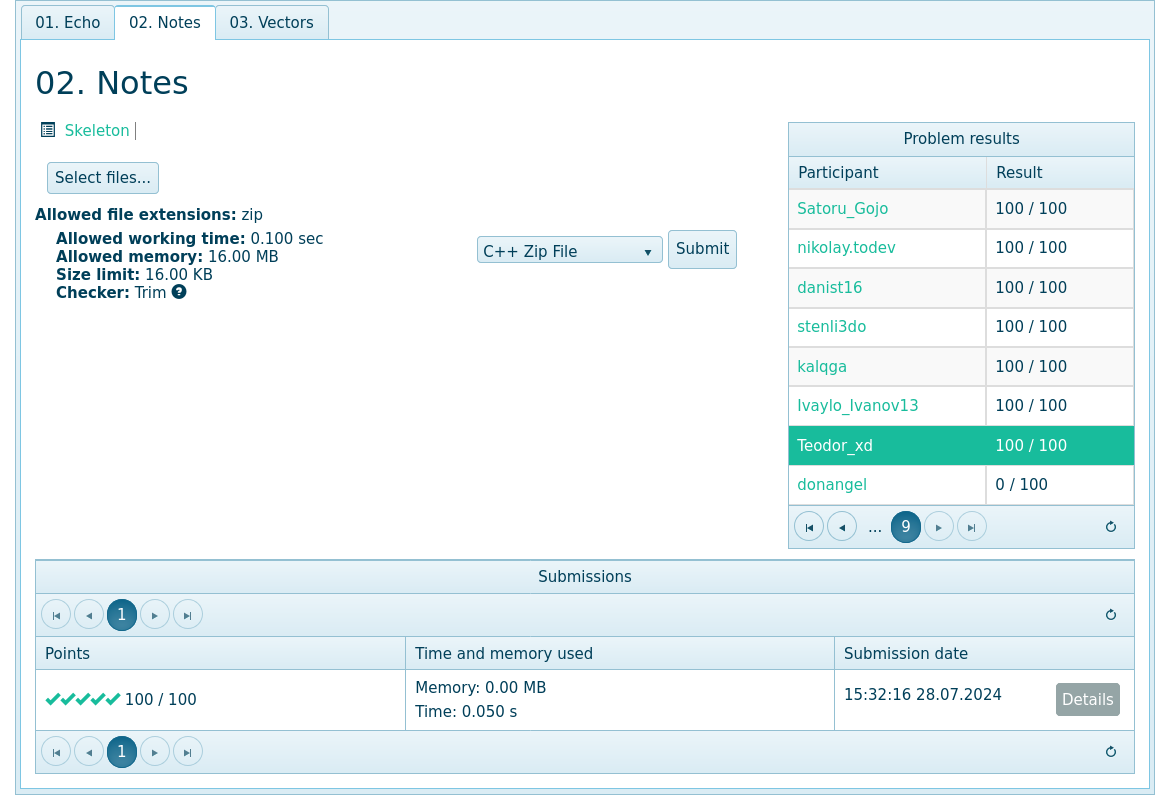 01. Echo 02. Notes 03. Vectors
02. Notes
Skeleton |
Select files...
Allowed file extensions: zip
Allowed working time: 0.100 sec
Allowed memory: 16.00 MB
Size limit: 16.00 KB
Checker: Trim ?
C++ Zip File Submit
Problem results
Participant Result
Satoru_Gojo 100 / 100
nikolay.todev 100 / 100
danist16 100 / 100
stenli3do 100 / 100
kalqga 100 / 100
Ivaylo_Ivanov13 100 / 100
Teodor_xd 100 / 100
donangel 0 / 100
... 9
Submissions
1
Points Time and memory used Submission date
100 / 100 Memory: 0.00 MB 15:32:16 28.07.2024 Details
Time: 0.050 s
1